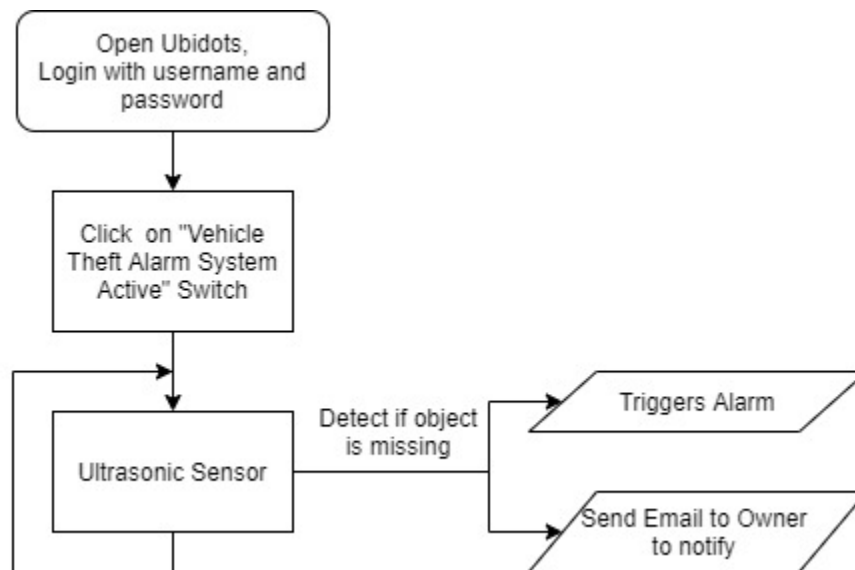 Open Ubidots,
Login with username and
password
Click on "Vehicle
Theft Alarm System
Active" Switch
Detect if object
is missing
Triggers Alarm
Ultrasonic Sensor
Send Email to Owner
to notify